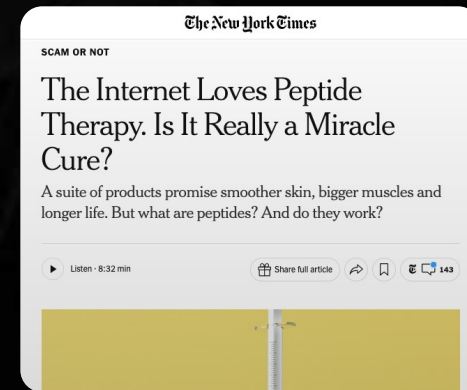 The New York Times
SCAM OR NOT
The Internet Loves Peptide
Therapy. Is It Really a Miracle
Cure?
A suite of products promise smoother skin, bigger muscles and
longer life. But what are peptides? And do they work?
Listen · 8:32 min
Share full article
143